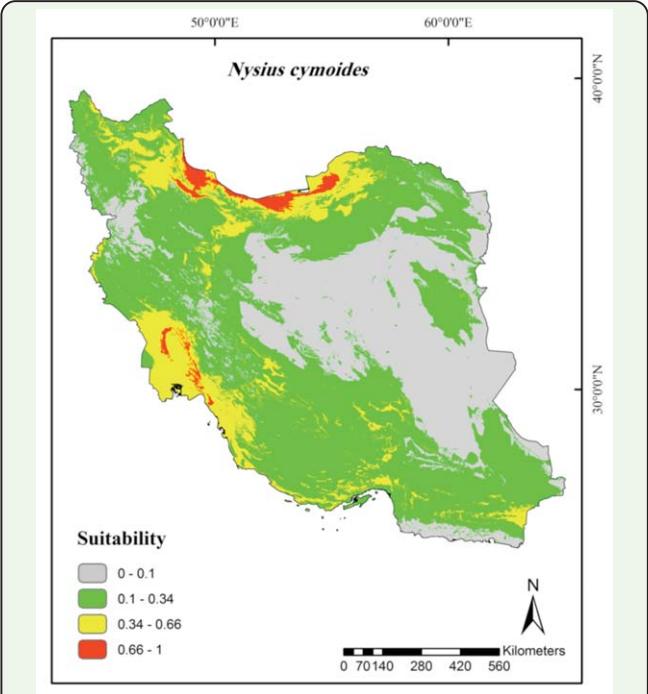 50°0'0"E 60°0'0"E
Nysius cymoides
40°0'0"N
30°0'0"N
Suitability
0 - 0.1
0.1 - 0.34
0.34 - 0.66
0.66 - 1
N
Kilometers
0 70 140 280 420 560